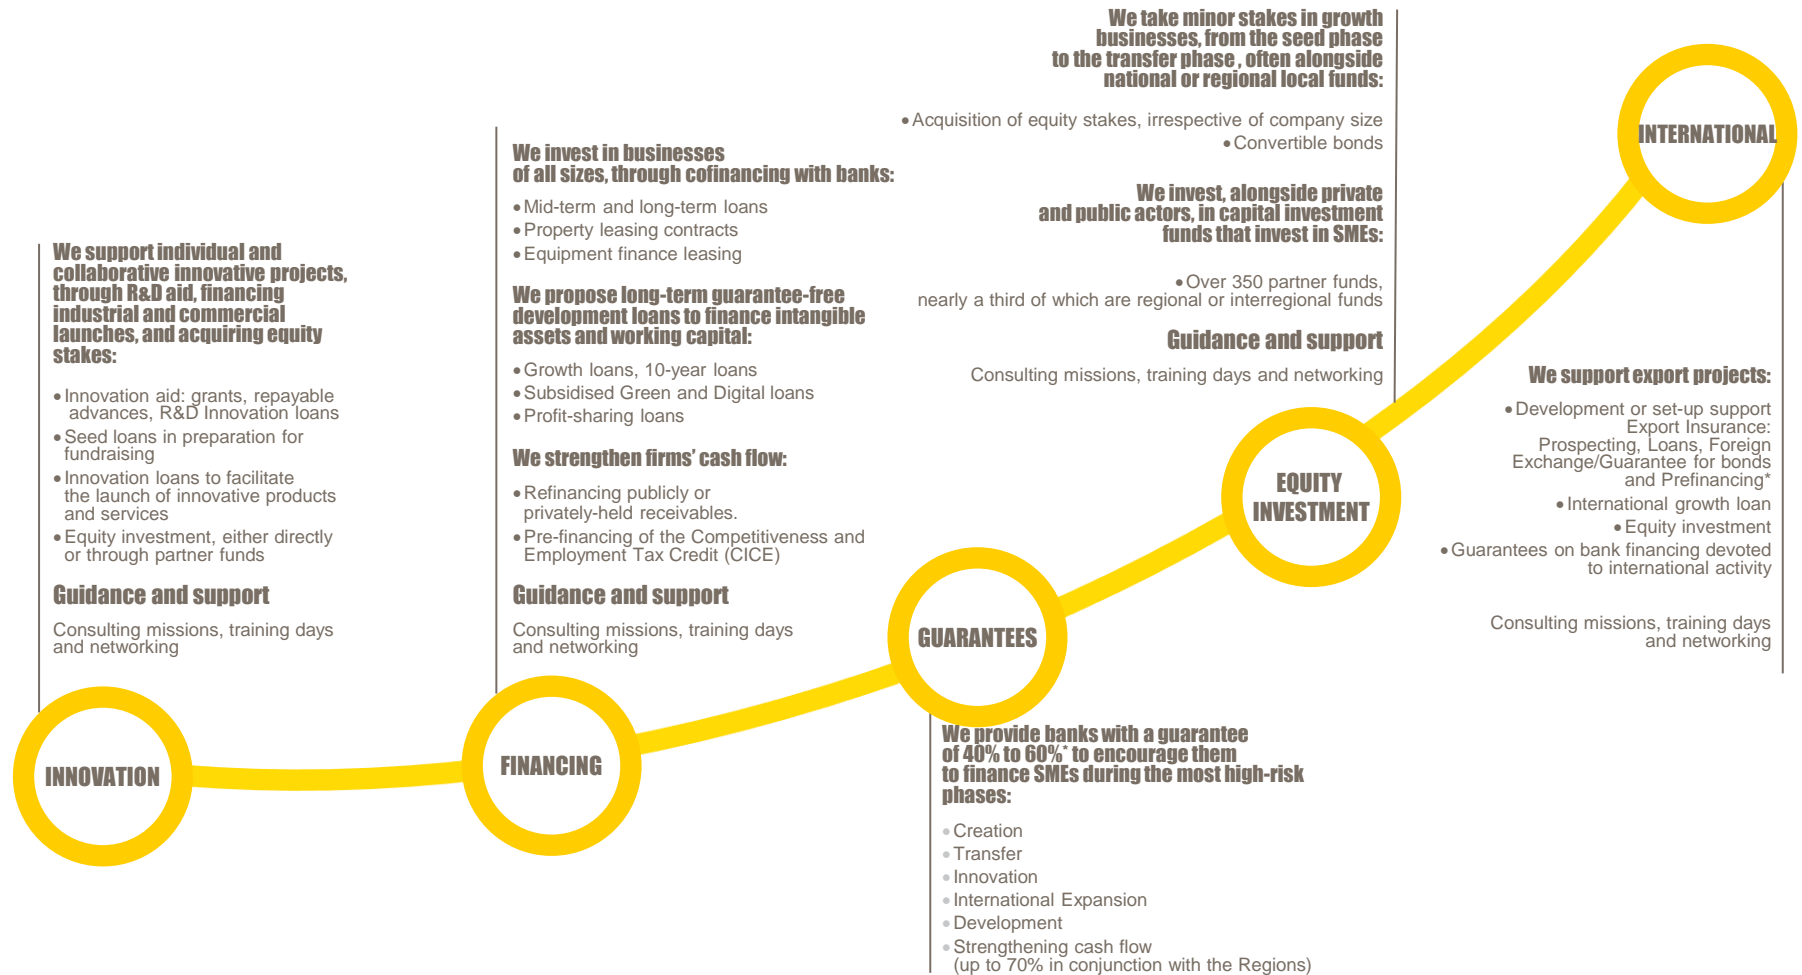 We support individual and
collaborative innovative projects,
through R&D aid, financing
industrial and commercial
launches, and acquiring equity
stakes:
• Innovation aid: grants, repayable
advances, R&D Innovation loans
• Seed loans in preparation for
fundraising
• Innovation loans to facilitate
the launch of innovative products
and services
• Equity investment, either directly
or through partner funds
Guidance and support
Consulting missions, training days
and networking
INNOVATION
We invest in businesses
of all sizes, through cofinancing with banks:
• Mid-term and long-term loans
• Property leasing contracts
• Equipment finance leasing
We propose long-term guarantee-free
development loans to finance intangible
assets and working capital:
• Growth loans, 10-year loans
• Subsidised Green and Digital loans
• Profit-sharing loans
We strengthen firms’ cash flow:
• Refinancing publicly or
privately-held receivables.
• Pre-financing of the Competitiveness and
Employment Tax Credit (CICE)
Guidance and support
Consulting missions, training days
and networking
FINANCING
GUARANTEES
We provide banks with a guarantee
of 40% to 60%* to encourage them
to finance SMEs during the most high-risk
phases:
• Creation
• Transfer
• Innovation
• International Expansion
• Development
• Strengthening cash flow
(up to 70% in conjunction with the Regions)
We take minor stakes in growth
businesses, from the seed phase
to the transfer phase , often alongside
national or regional local funds:
• Acquisition of equity stakes, irrespective of company size
• Convertible bonds
We invest, alongside private
and public actors, in capital investment
funds that invest in SMEs:
• Over 350 partner funds,
nearly a third of which are regional or interregional funds
Guidance and support
Consulting missions, training days and networking
EQUITY
INVESTMENT
INTERNATIONAL
We support export projects:
• Development or set-up support
Export Insurance:
Prospecting, Loans, Foreign
Exchange/Guarantee for bonds
and Prefinancing*
• International growth loan
• Equity investment
• Guarantees on bank financing devoted
to international activity
Consulting missions, training days
and networking